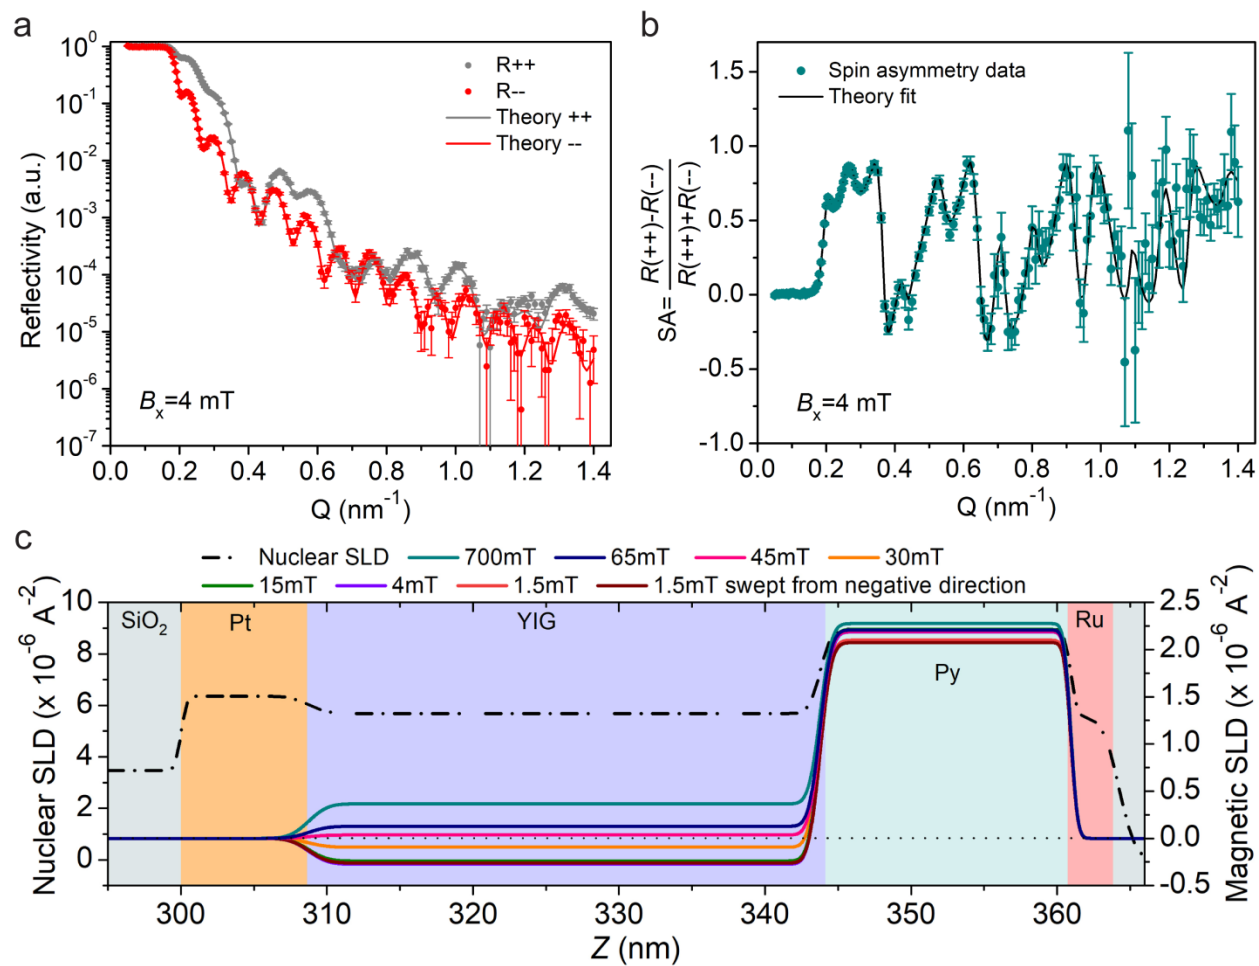 a
10⁰
10⁻¹
10⁻²
10⁻³
10⁻⁴
10⁻⁵
10⁻⁶
10⁻⁷
Reflectivity (a.u.)
R++
R--
Theory ++
Theory --
Bx=4 mT
0.0 0.2 0.4 0.6 0.8 1.0 1.2 1.4
Q (nm⁻¹)
b
1.5
1.0
0.5
0.0
-0.5
-1.0
SA= R(++)-R(--)
R(++)+R(--)
Spin asymmetry data
Theory fit
Bx=4 mT
0.0 0.2 0.4 0.6 0.8 1.0 1.2 1.4
Q (nm⁻¹)
c
Nuclear SLD 700mT 65mT 45mT 30mT
15mT 4mT 1.5mT 1.5mT swept from negative direction
10
8
6
4
2
0
Nuclear SLD (x 10⁻⁶ A⁻²)
SiO₂ Pt YIG Ru
Py
2.5
2.0
1.5
1.0
0.5
0.0
-0.5
Magnetic SLD (x 10⁻⁶ A⁻²)
300 310 320 330 340 350 360
Z (nm)